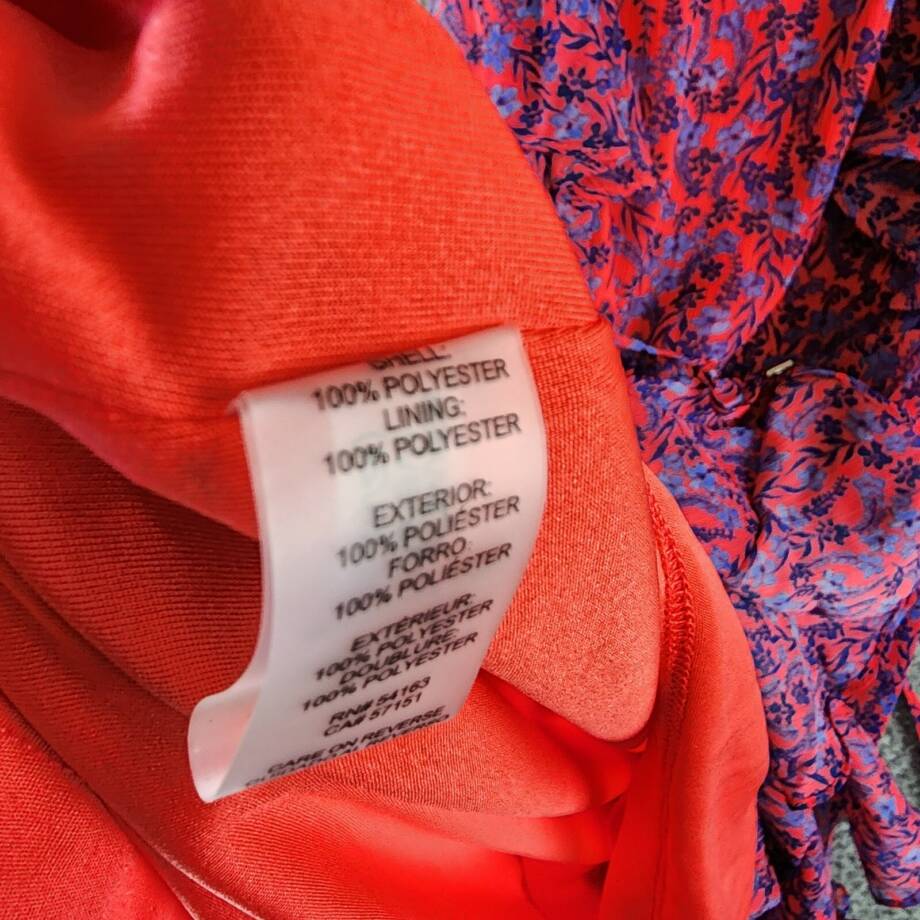 SHELL:
100% POLYESTER
LINING:
100% POLYESTER
EXTERIOR:
100% POLIÉSTER
FORRO:
100% POLIÉSTER
EXTÉRIEUR:
100% POLYESTER
DOUBLURE:
100% POLYESTER
RN# 54163
CA# 57151
CARE ON REVERSE